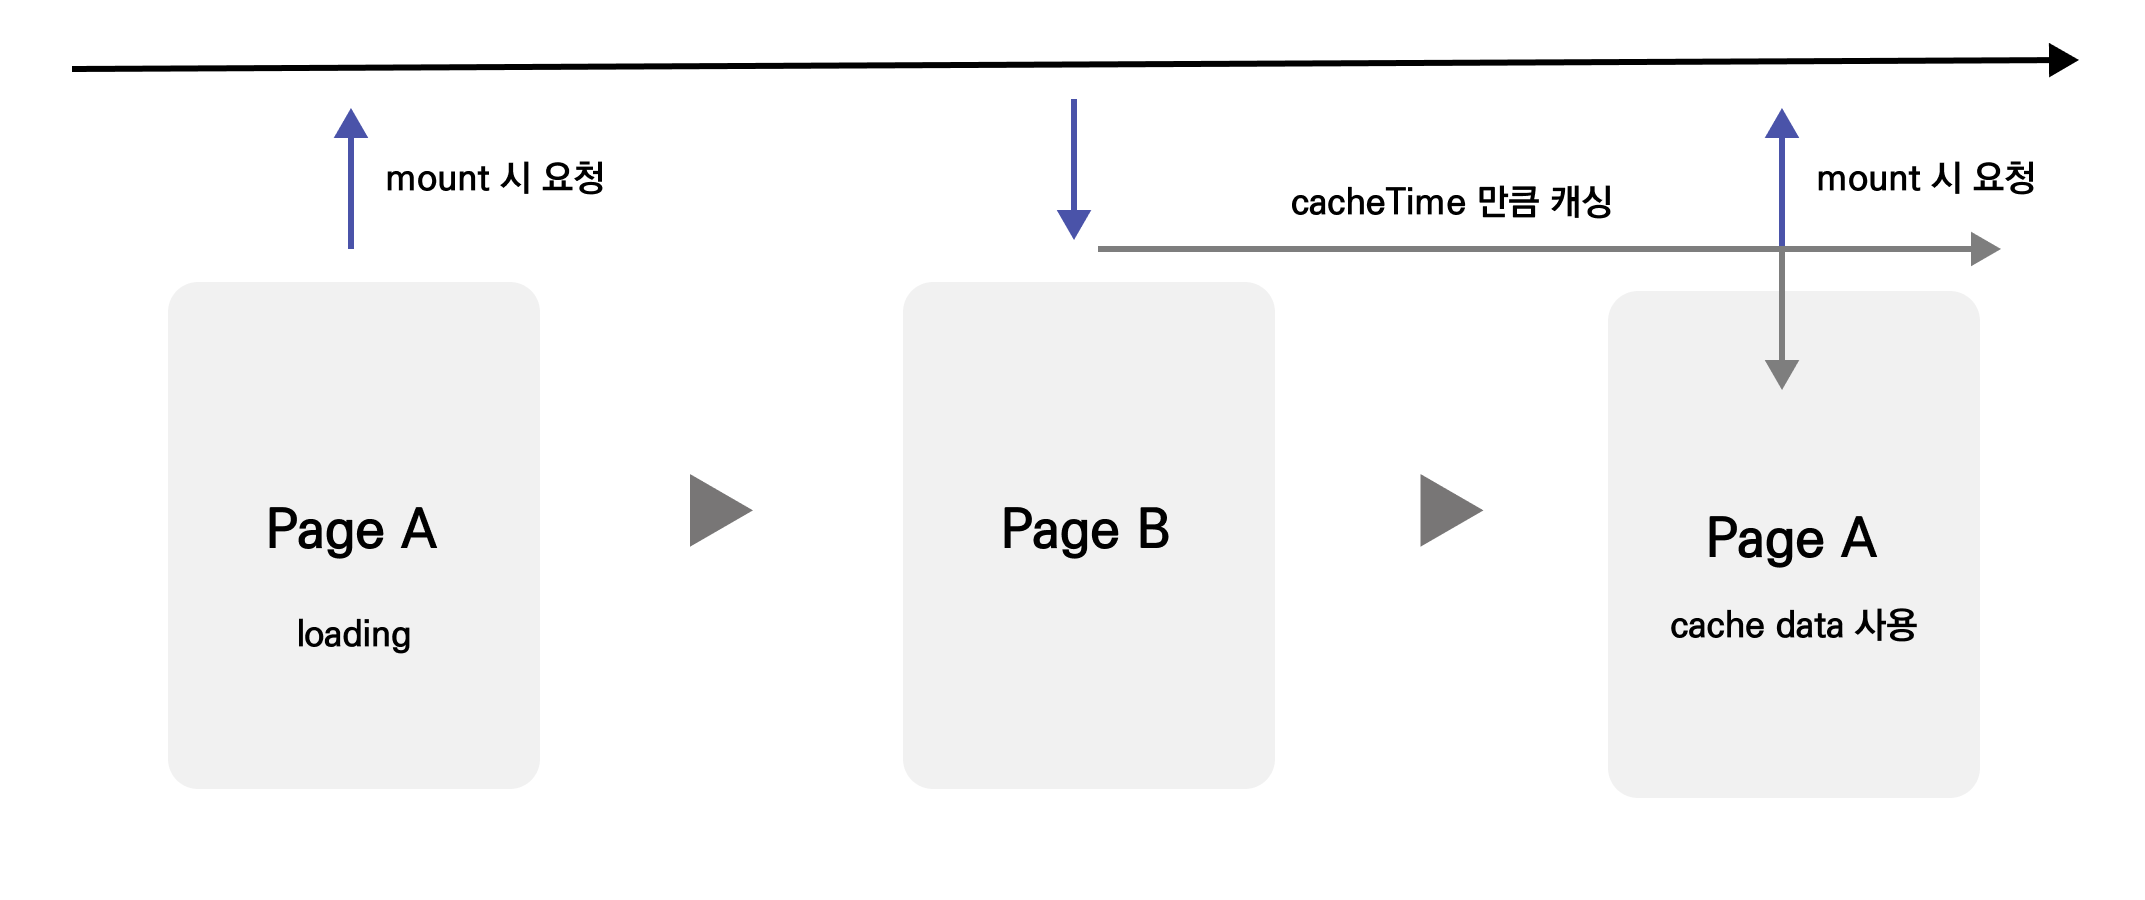 mount 시 요청
cacheTime 만큼 캐싱
mount 시 요청
Page A
loading
Page B
Page A
cache data 사용